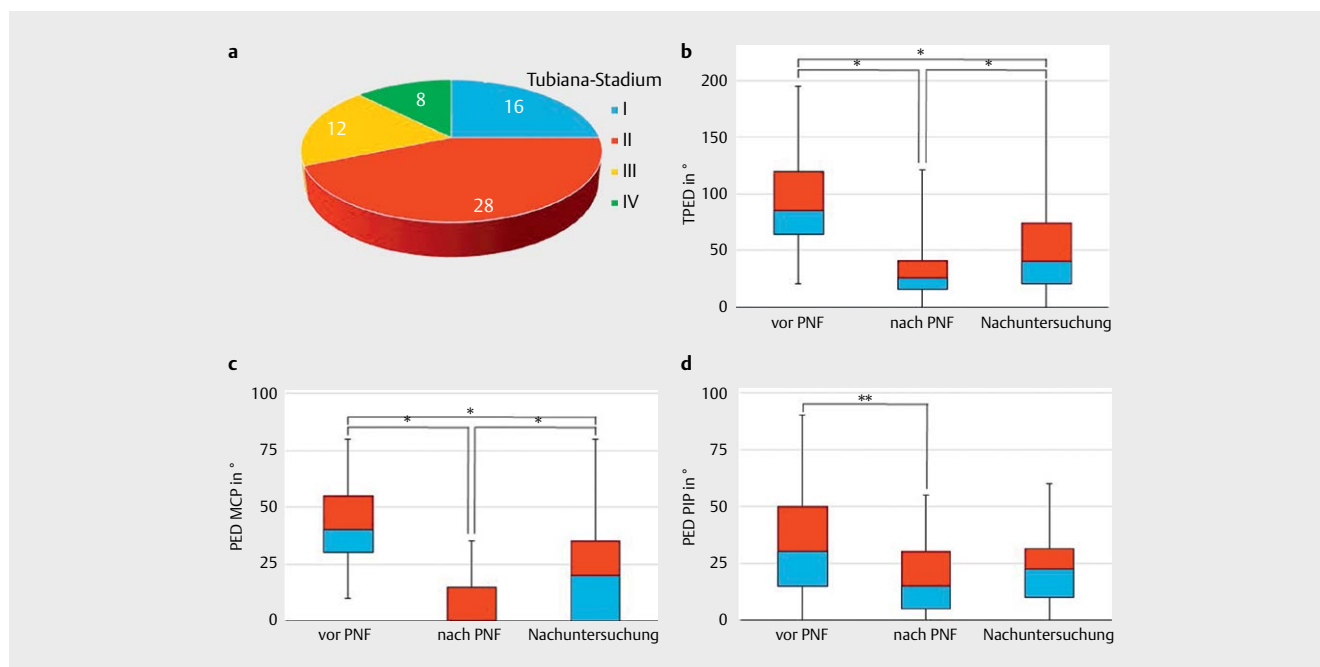 a
Tubiana-Stadium
I
II
III
IV
16
28
12
8
b
TPED in °
200
150
100
50
0
*
*
*
vor PNF
nach PNF
Nachuntersuchung
c
PED MCP in °
100
75
50
25
0
*
*
*
vor PNF
nach PNF
Nachuntersuchung
d
PED PIP in °
100
75
50
25
0
**
vor PNF
nach PNF
Nachuntersuchung